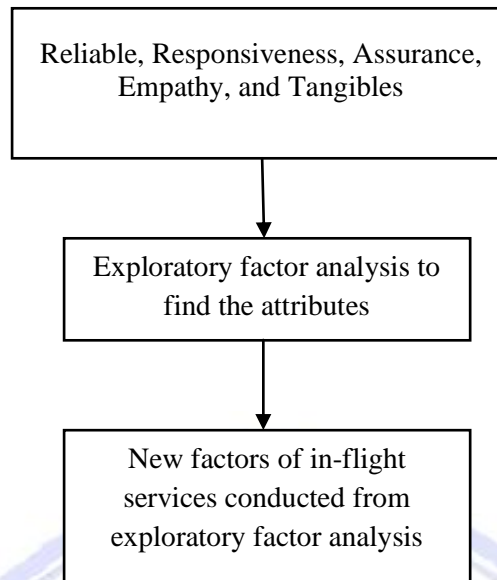 Reliable, Responsiveness, Assurance,
Empathy, and Tangibles
Exploratory factor analysis to
find the attributes
New factors of in-flight
services conducted from
exploratory factor analysis